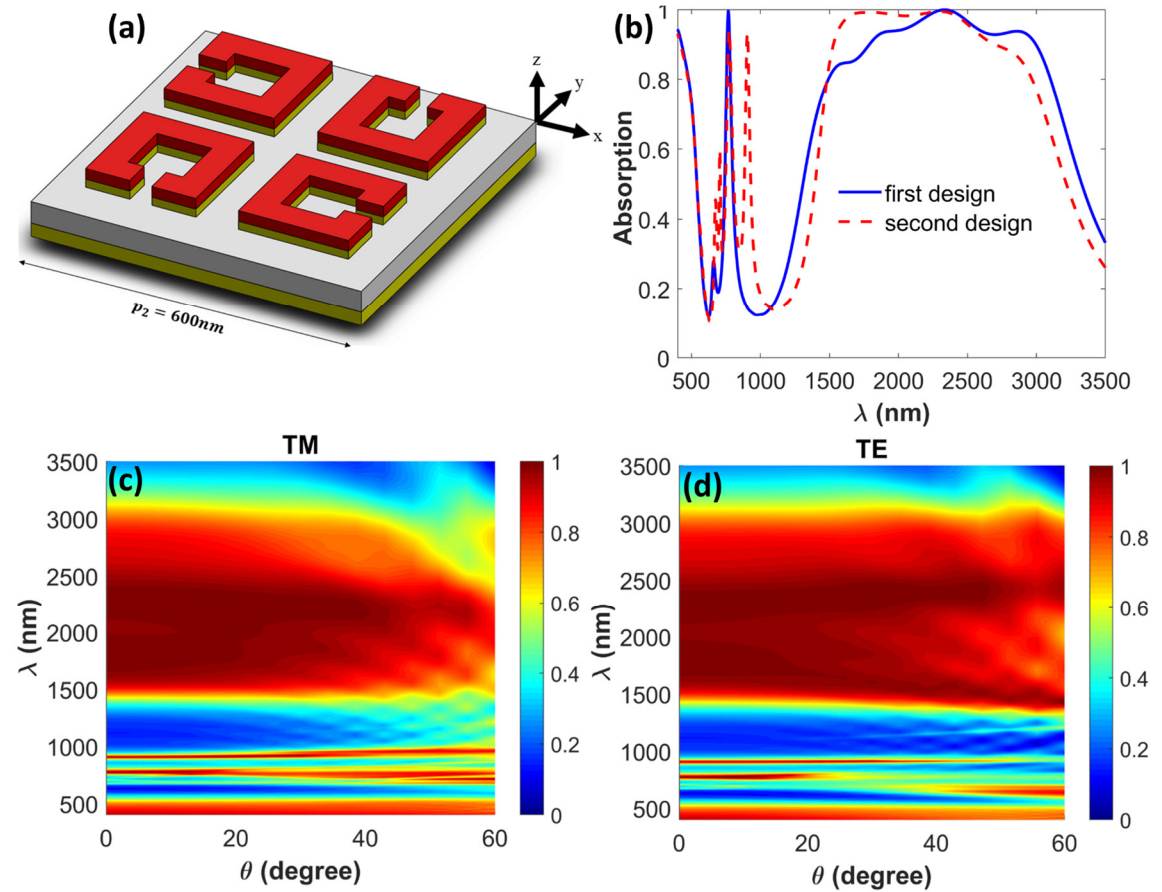 (a)
z
y
x
p₂ = 600nm
(b)
1
0.8
0.6
0.4
0.2
0
Absorption
first design
second design
500 1000 1500 2000 2500 3000 3500
λ (nm)
TM
(c)
3500
3000
2500
2000
1500
1000
500
λ (nm)
0 20 40 60
θ (degree)
1
0.8
0.6
0.4
0.2
0
TE
(d)
3500
3000
2500
2000
1500
1000
500
λ (nm)
0 20 40 60
θ (degree)
1
0.8
0.6
0.4
0.2
0